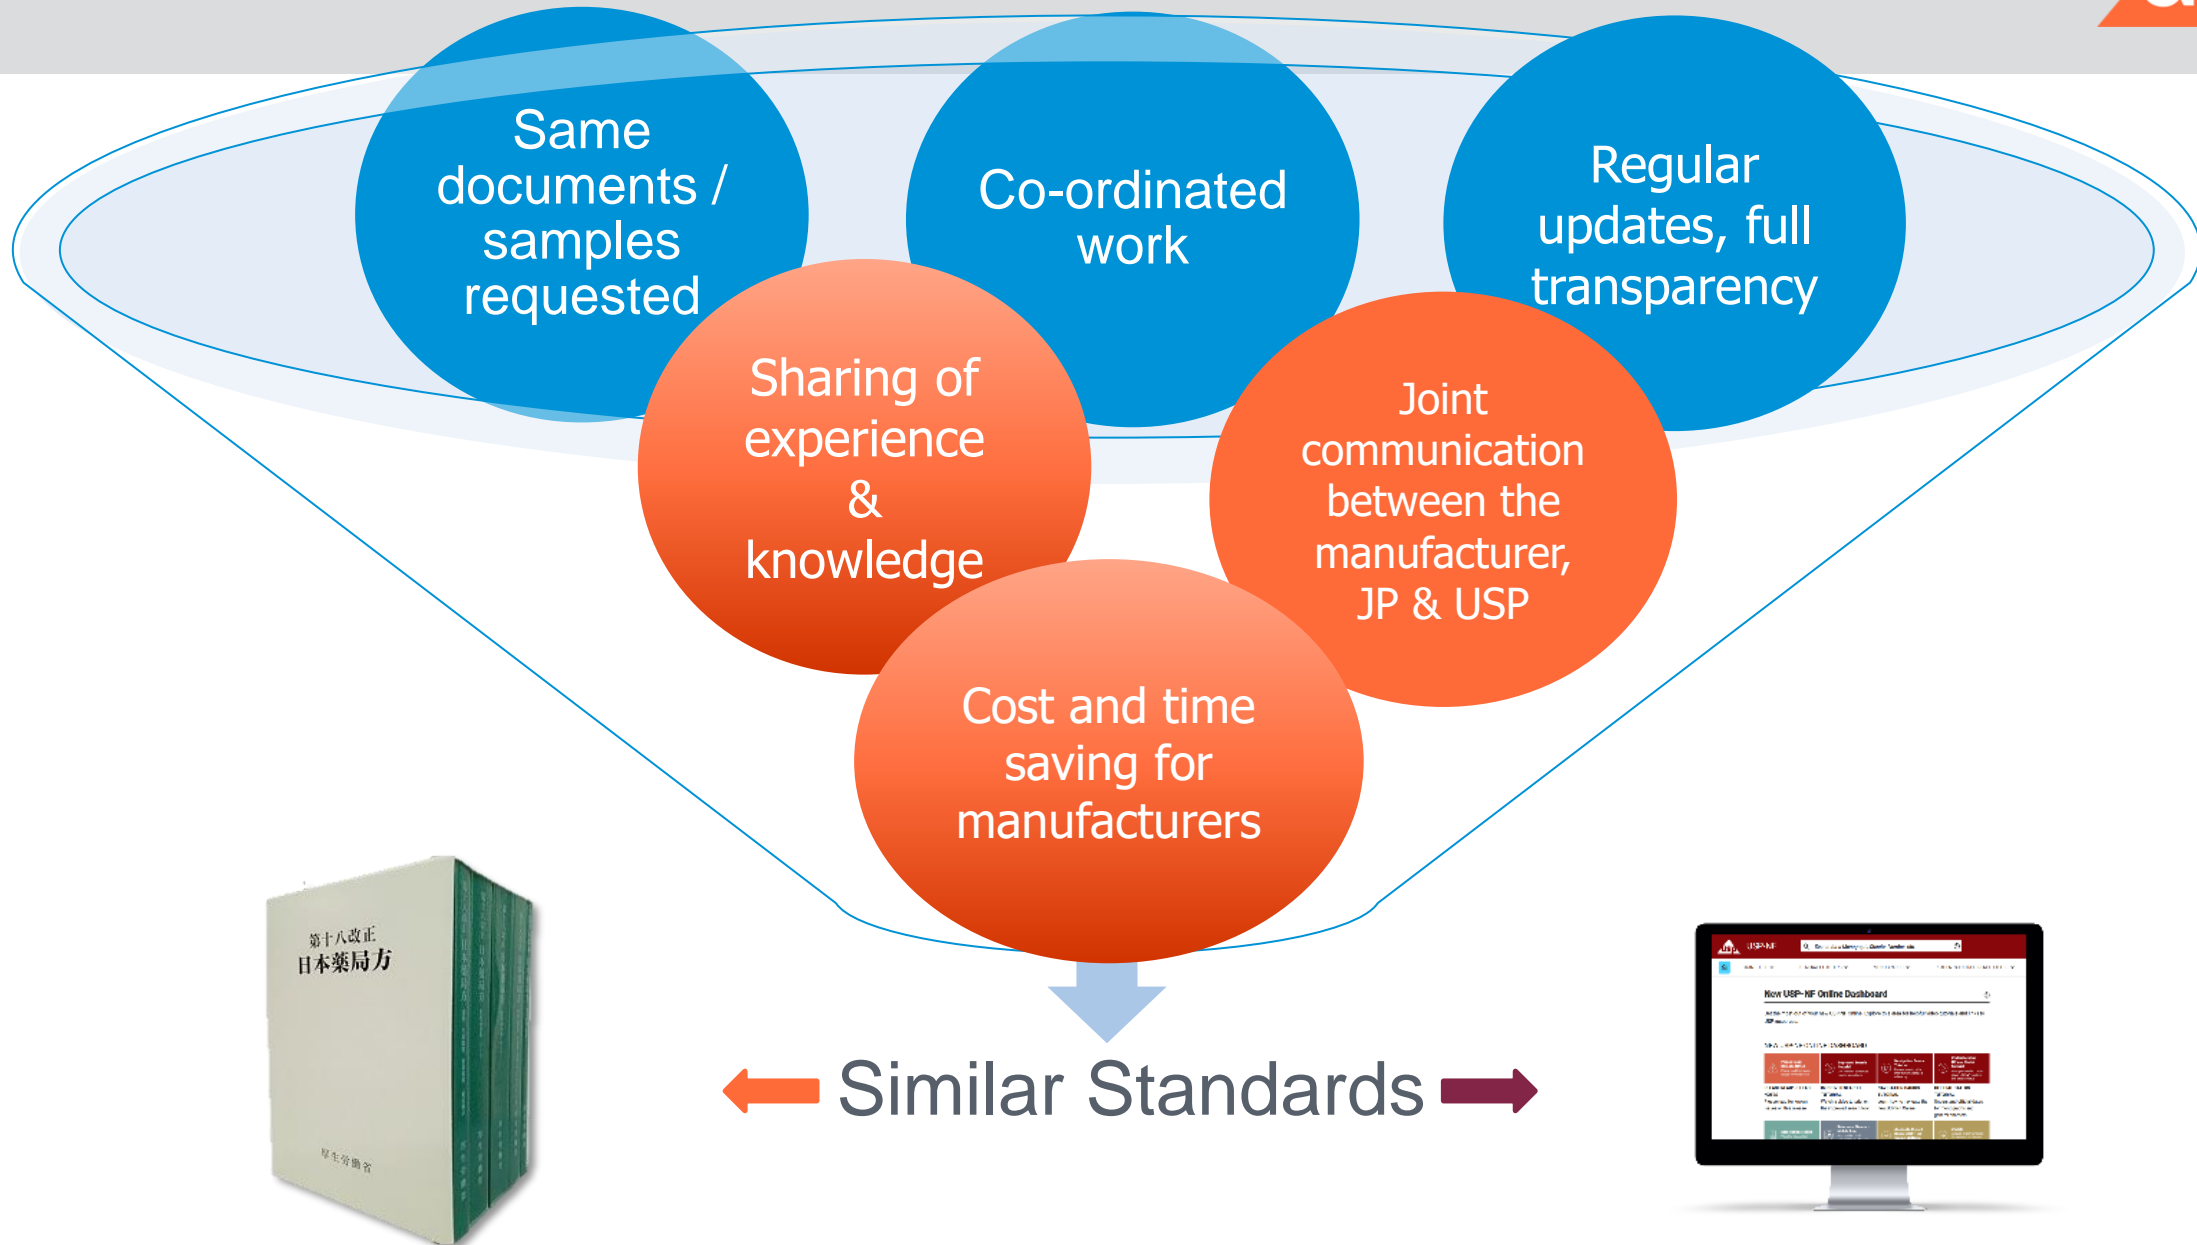 Same
documents /
samples
requested
Co-ordinated
work
Regular
updates, full
transparency
Sharing of
experience
&
knowledge
Joint
communication
between the
manufacturer,
JP & USP
Cost and time
saving for
manufacturers
第十八改正
日本薬局方
厚生労働省
USP-NF
New USP-NF Online Dashboard
Similar Standards